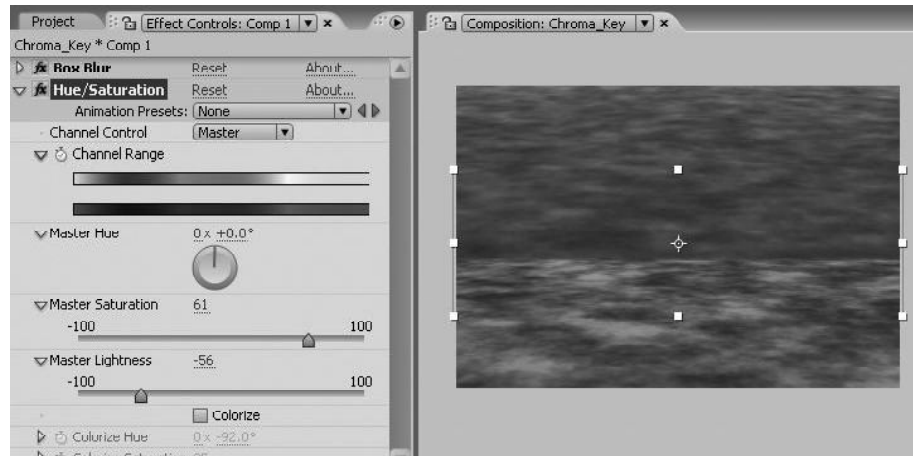 Project
Effect Controls: Comp 1
Composition: Chroma_Key
Chroma_Key * Comp 1
fx Box Blur Reset About...
fx Hue/Saturation Reset About...
Animation Presets: None
Channel Control Master
Channel Range
Master Hue 0 x +0.0°
Master Saturation 61
-100 100
Master Lightness -56
-100 100
Colorize
Colorize Hue 0 x -92.0°